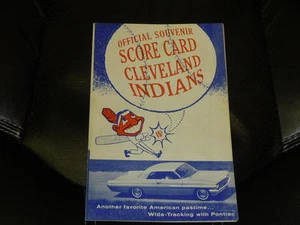 OFFICIAL SOUVENIR
SCORE CARD
CLEVELAND
INDIANS
Another favorite American pastime...
Wide-Tracking with Pontiac